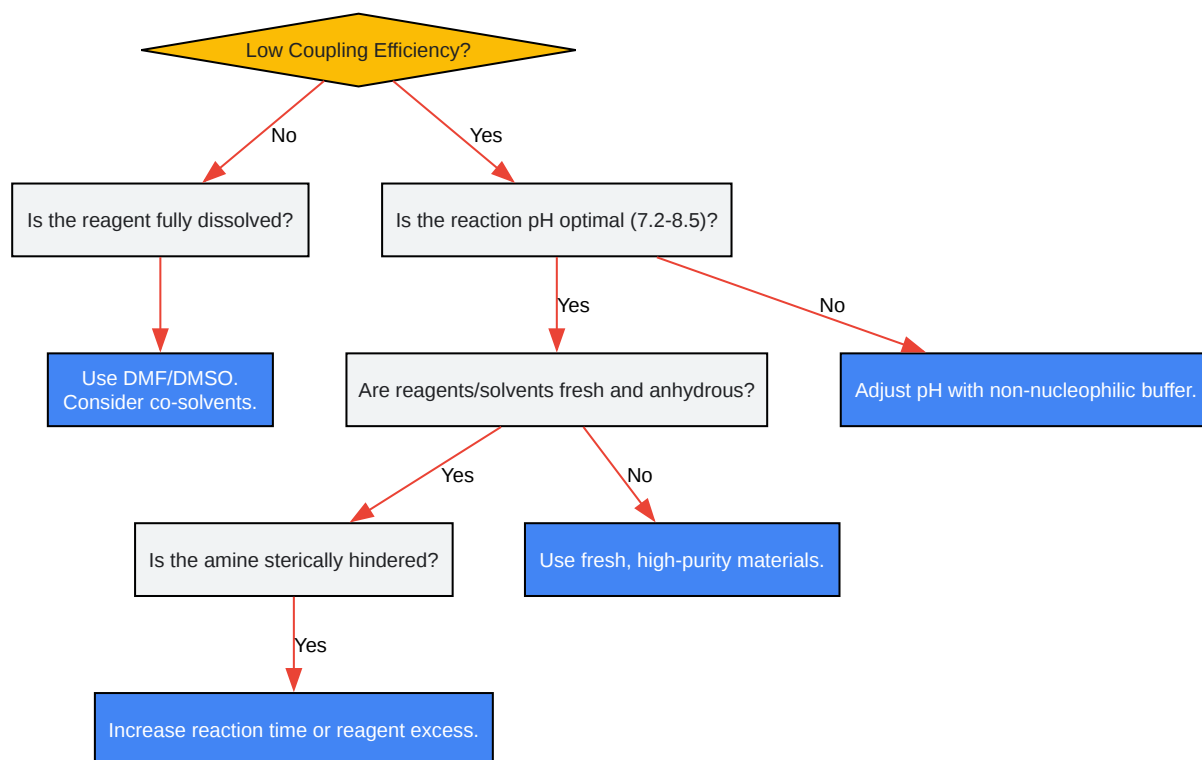 Low Coupling Efficiency?
No
Yes
Is the reagent fully dissolved?
Is the reaction pH optimal (7.2-8.5)?
Yes
No
Use DMF/DMSO.
Consider co-solvents.
Are reagents/solvents fresh and anhydrous?
Adjust pH with non-nucleophilic buffer.
Yes
No
Is the amine sterically hindered?
Use fresh, high-purity materials.
Yes
Increase reaction time or reagent excess.